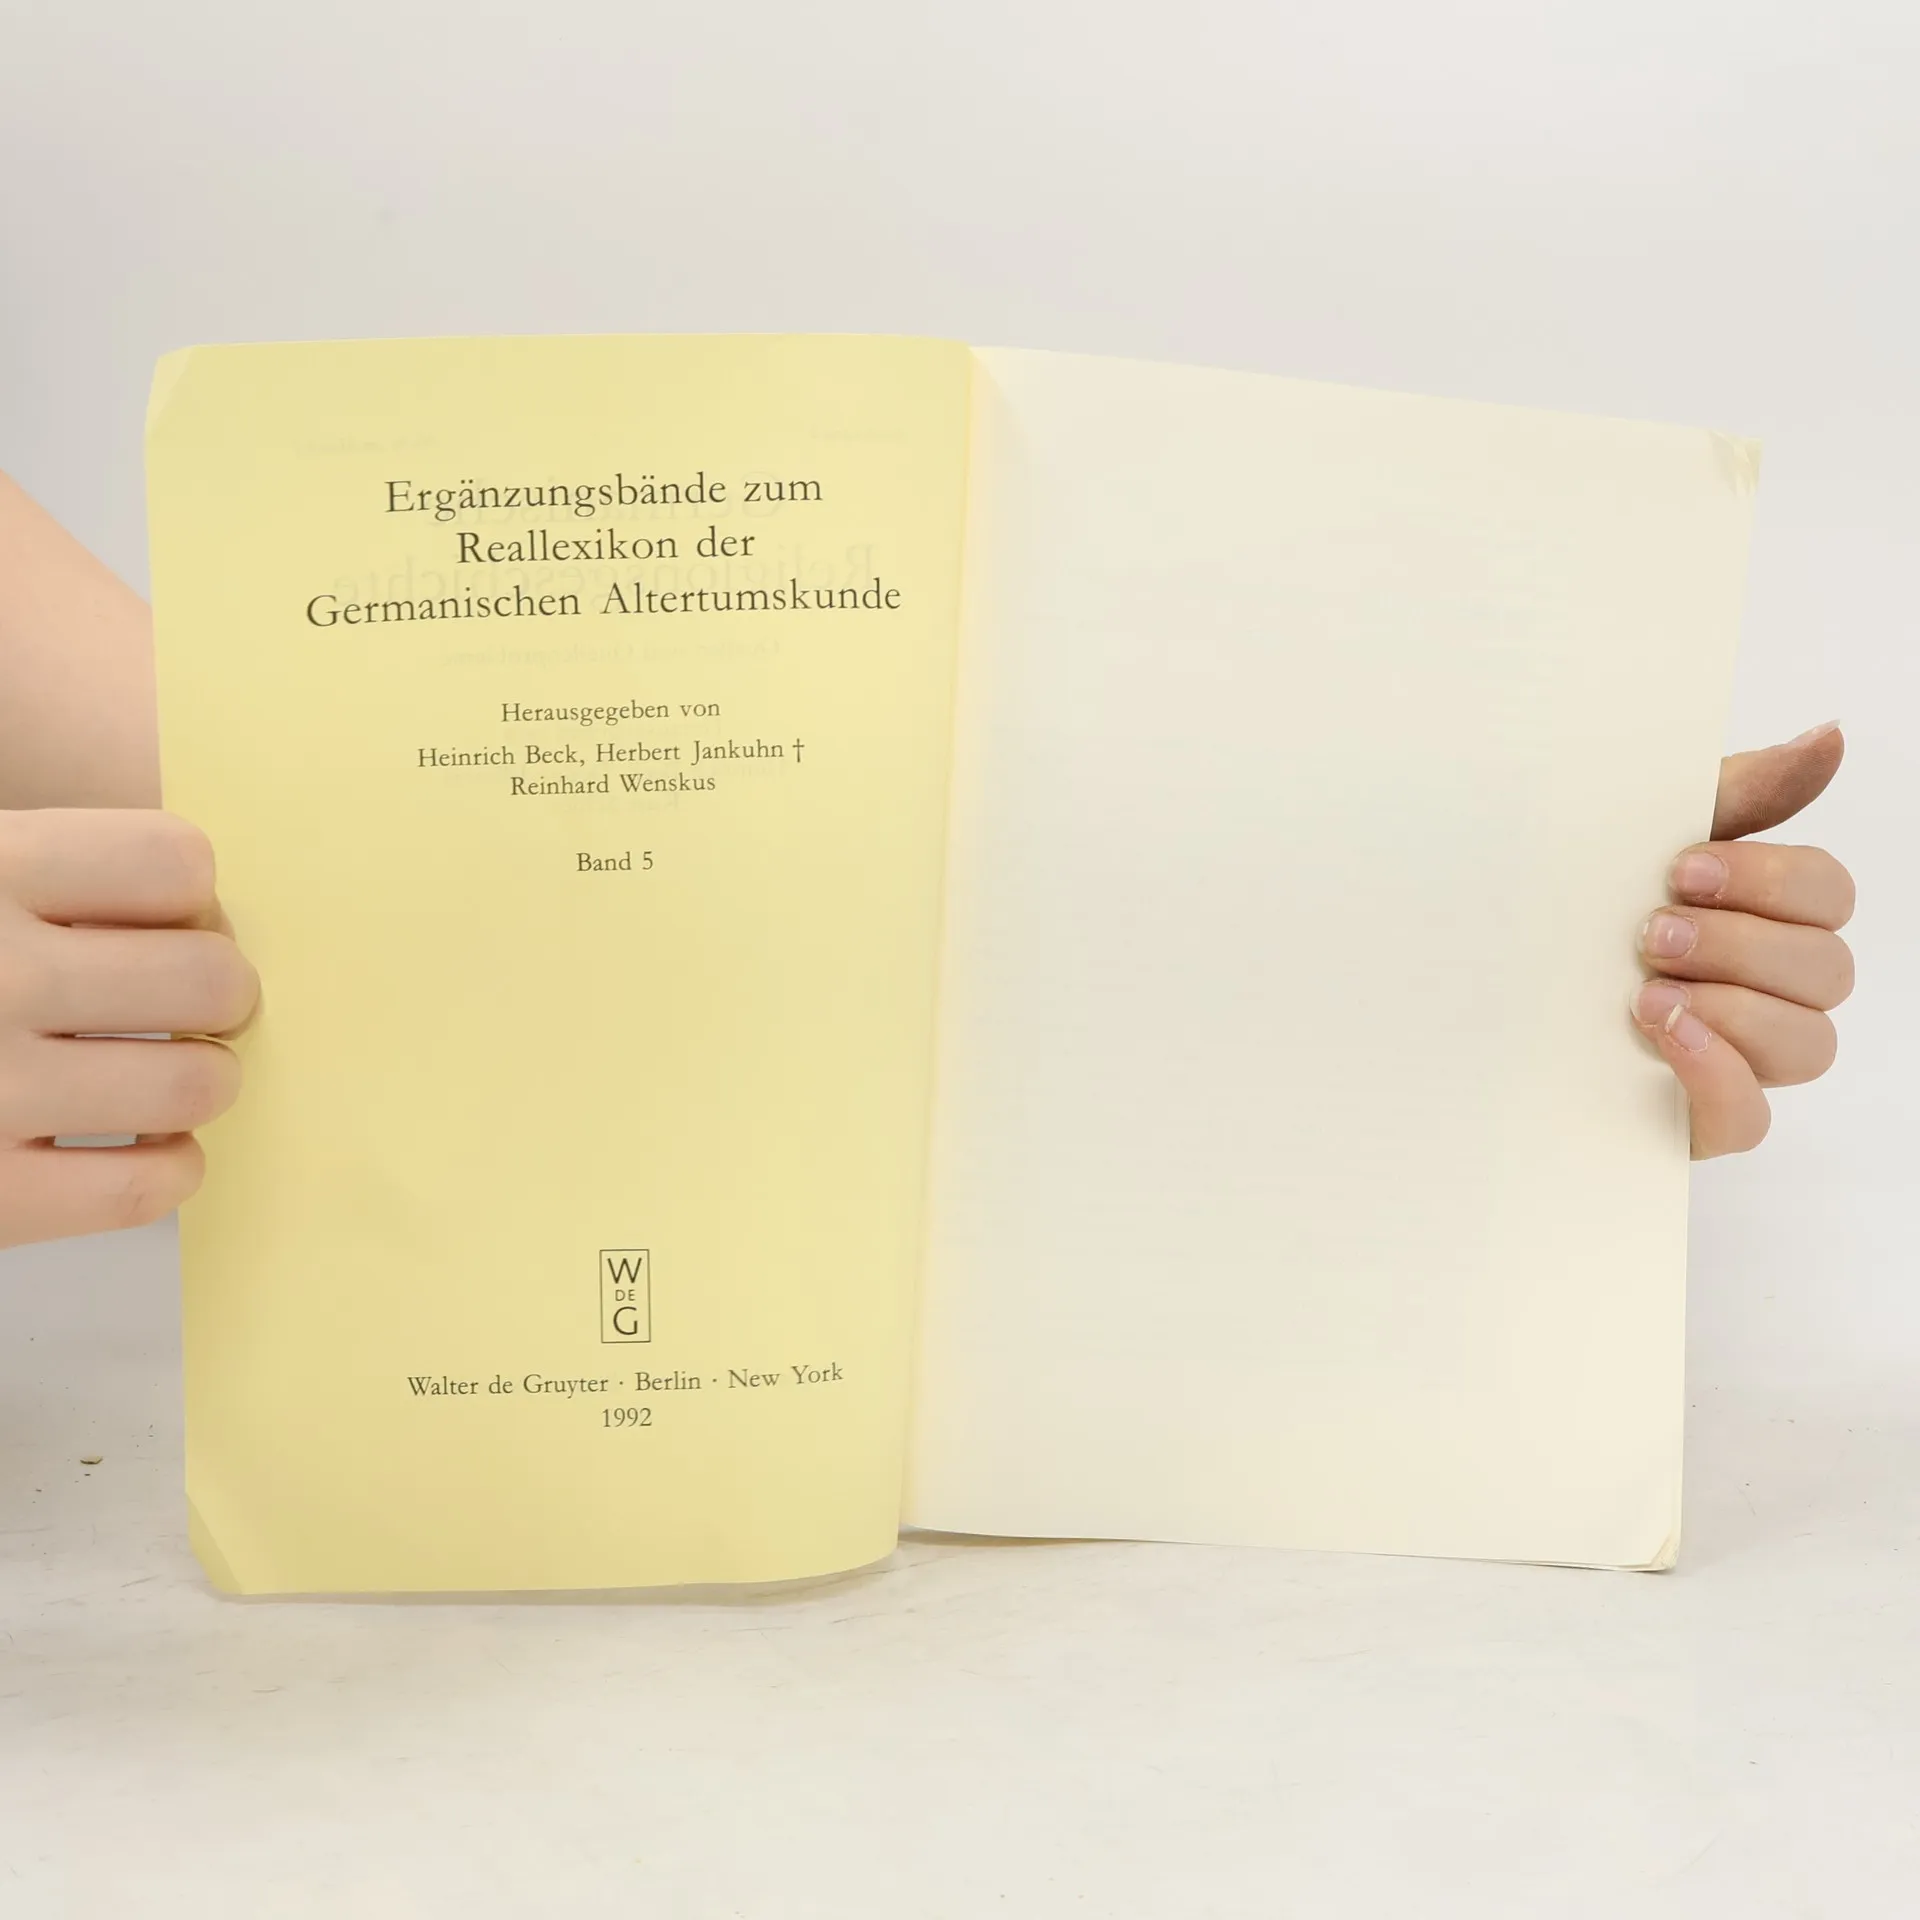 Ergänzungsbände zum
Reallexikon der
Germanischen Altertumskunde
Herausgegeben von
Heinrich Beck, Herbert Jankuhn †
Reinhard Wenskus
Band 5
W
DE
G
Walter de Gruyter · Berlin · New York
1992